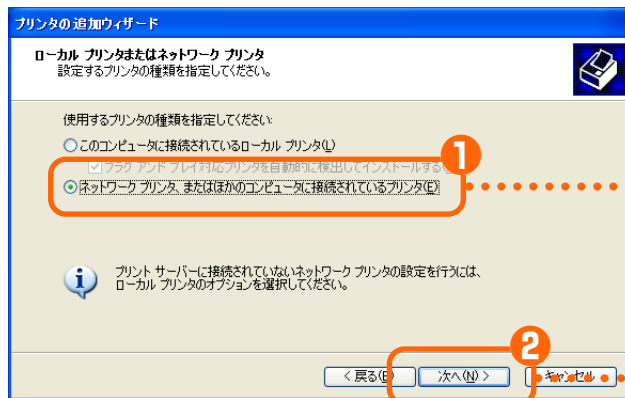 プリンタの追加ウィザード
ローカル プリンタまたはネットワーク プリンタ
設定するプリンタの種類を指定してください。
使用するプリンタの種類を指定してください:
このコンピュータに接続されているローカル プリンタ(L)
プラグ アンド プレイ対応プリンタを自動的に検出してインストールする
1
ネットワーク プリンタ、またはほかのコンピュータに接続されているプリンタ(E)
プリント サーバーに接続されていないネットワーク プリンタの設定を行うには、
ローカル プリンタのオプションを選択してください。
2
< 戻る(B) 次へ(N) > キャンセル